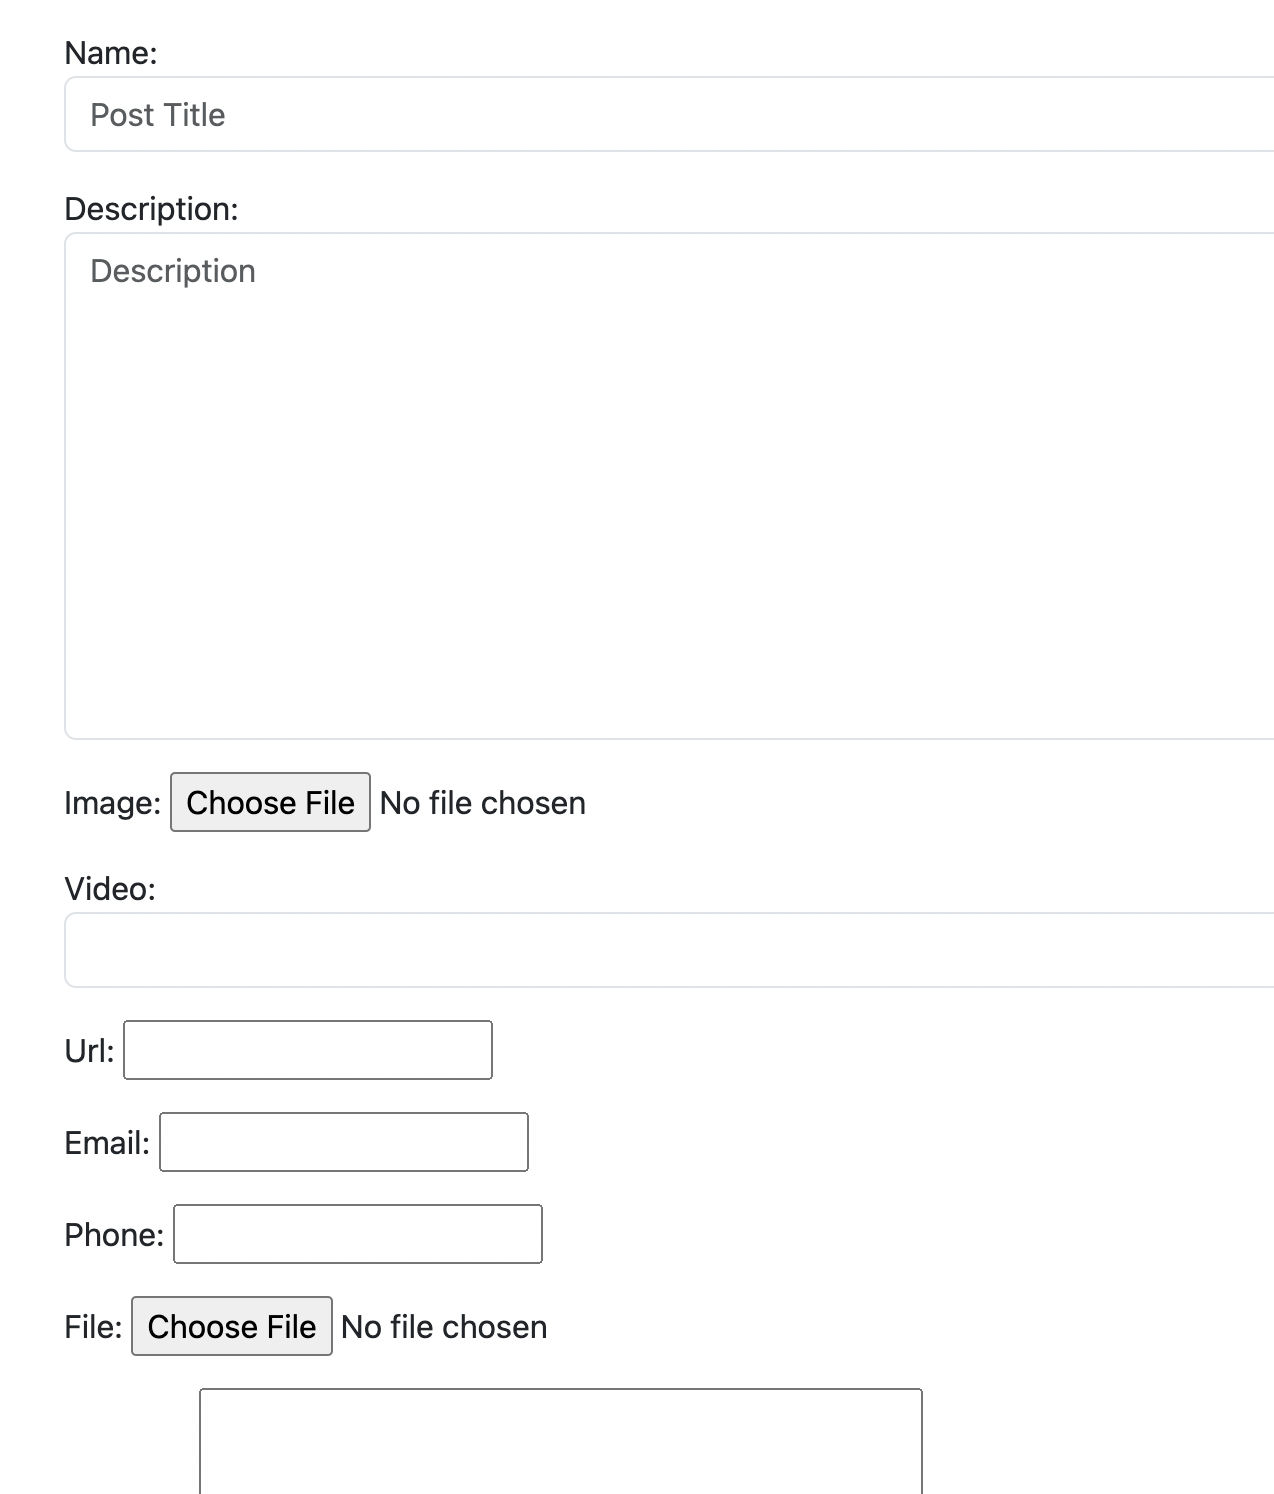 Name:
Post Title
Description:
Description
Image: Choose File No file chosen
Video:
Url:
Email:
Phone:
File: Choose File No file chosen